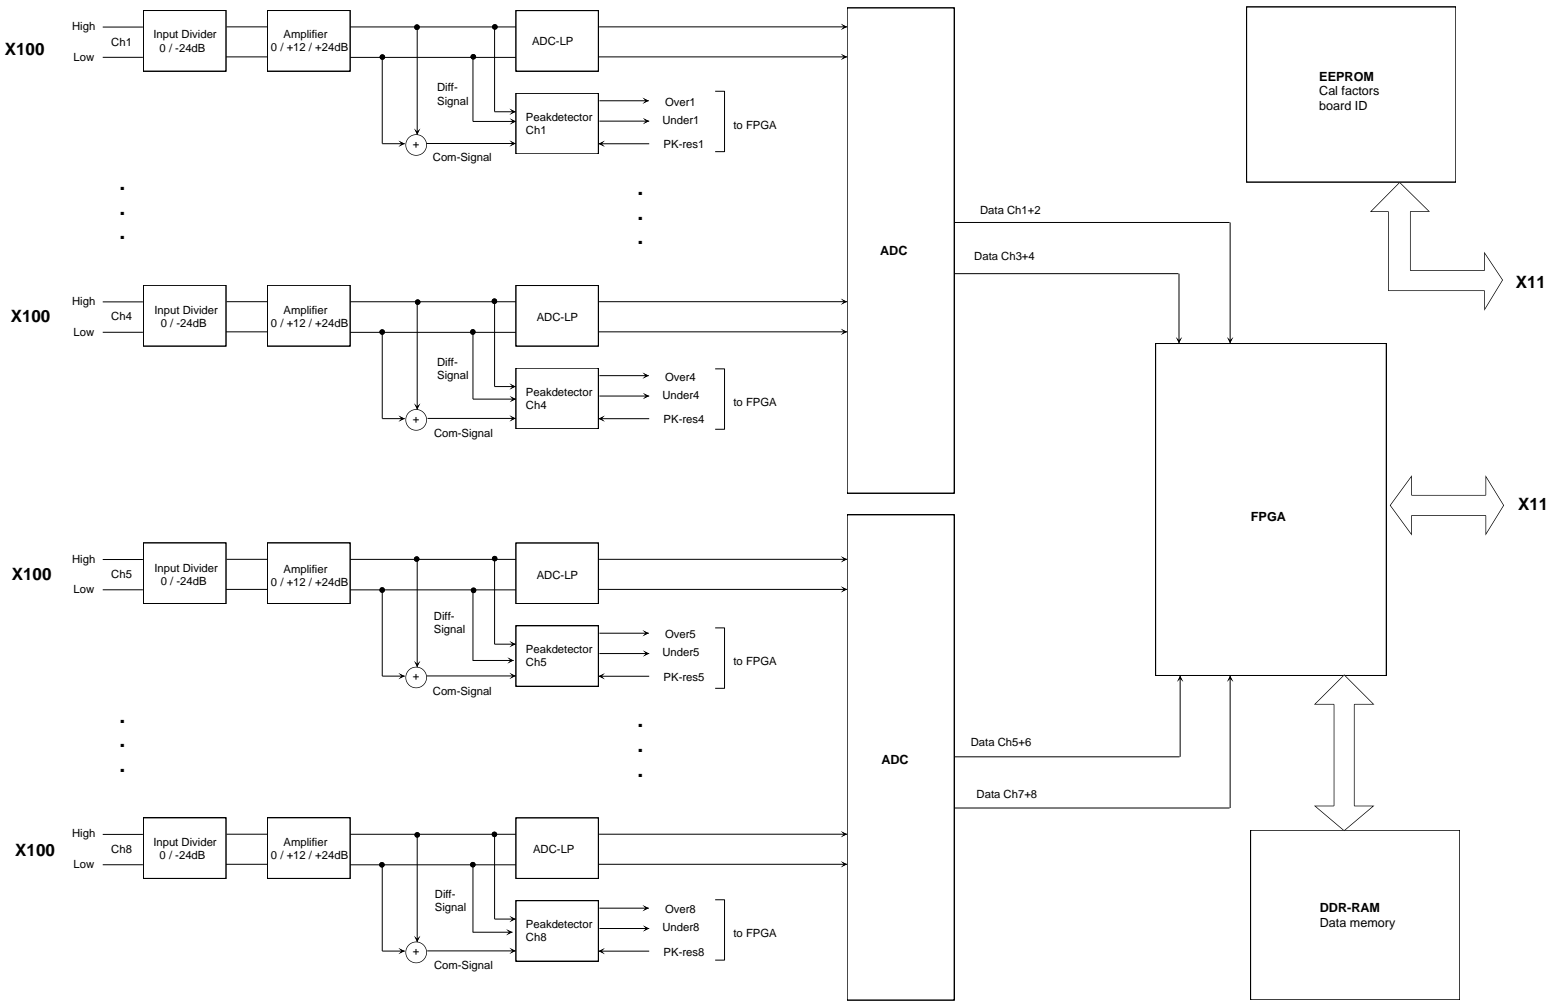 X100
High
Ch1
Low
Input Divider
0 / -24dB
Amplifier
0 / +12 / +24dB
ADC-LP
Diff-
Signal
Peakdetector
Ch1
+
Com-Signal
Over1
Under1
PK-res1
to FPGA
.
.
.
.
.
.
X100
High
Ch4
Low
Input Divider
0 / -24dB
Amplifier
0 / +12 / +24dB
ADC-LP
Diff-
Signal
Peakdetector
Ch4
+
Com-Signal
Over4
Under4
PK-res4
to FPGA
ADC
X100
High
Ch5
Low
Input Divider
0 / -24dB
Amplifier
0 / +12 / +24dB
ADC-LP
Diff-
Signal
Peakdetector
Ch5
+
Com-Signal
Over5
Under5
PK-res5
to FPGA
.
.
.
.
.
.
X100
High
Ch8
Low
Input Divider
0 / -24dB
Amplifier
0 / +12 / +24dB
ADC-LP
Diff-
Signal
Peakdetector
Ch8
+
Com-Signal
Over8
Under8
PK-res8
to FPGA
ADC
Data Ch1+2
Data Ch3+4
Data Ch5+6
Data Ch7+8
EEPROM
Cal factors
board ID
X11
FPGA
X11
DDR-RAM
Data memory